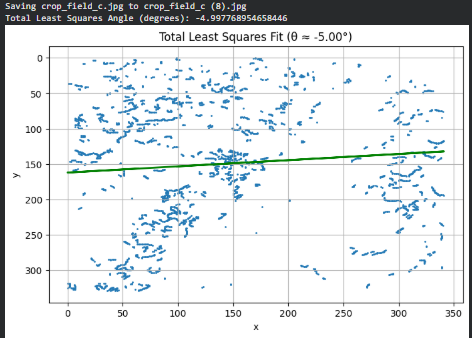 Saving crop_field_c.jpg to crop_field_c (8).jpg
Total Least Squares Angle (degrees): -4.997768954658446
Total Least Squares Fit (θ ≈ -5.00°)
0
50
100
150
200
250
300
y
0 50 100 150 200 250 300 350
x